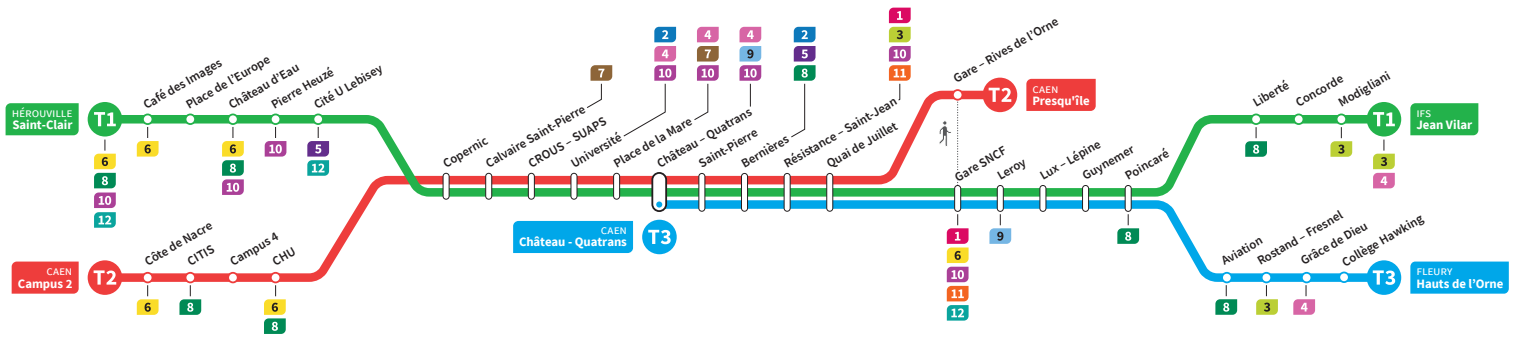 HÉROUVILLE
Saint-Clair
T1
6
8
10
12
Café des Images
6
Place de l'Europe
Château d'Eau
6
8
10
Pierre Heuzé
10
Cité U Lebisey
5
12
CAEN
Campus 2
T2
Côte de Nacre
6
CITIS
8
Campus 4
CHU
6
8
Copernic
Calvaire Saint-Pierre
7
CROUS – SUAPS
Université
2
4
10
Place de la Mare
4
7
10
Château – Quatrans
4
9
10
CAEN
Château - Quatrans
T3
Saint-Pierre
Bernières
2
5
8
Résistance – Saint-Jean
1
3
10
11
Quai de Juillet
Gare – Rives de l'Orne
T2
CAEN
Presqu'île
Gare SNCF
1
6
10
11
12
Leroy
9
Lux – Lépine
Guynemer
Poincaré
8
Liberté
8
Concorde
Modigliani
3
T1
3
4
IFS
Jean Vilar
Aviation
8
Rostand – Fresnel
3
Grâce de Dieu
4
Collège Hawking
T3
FLEURY
Hauts de l'Orne